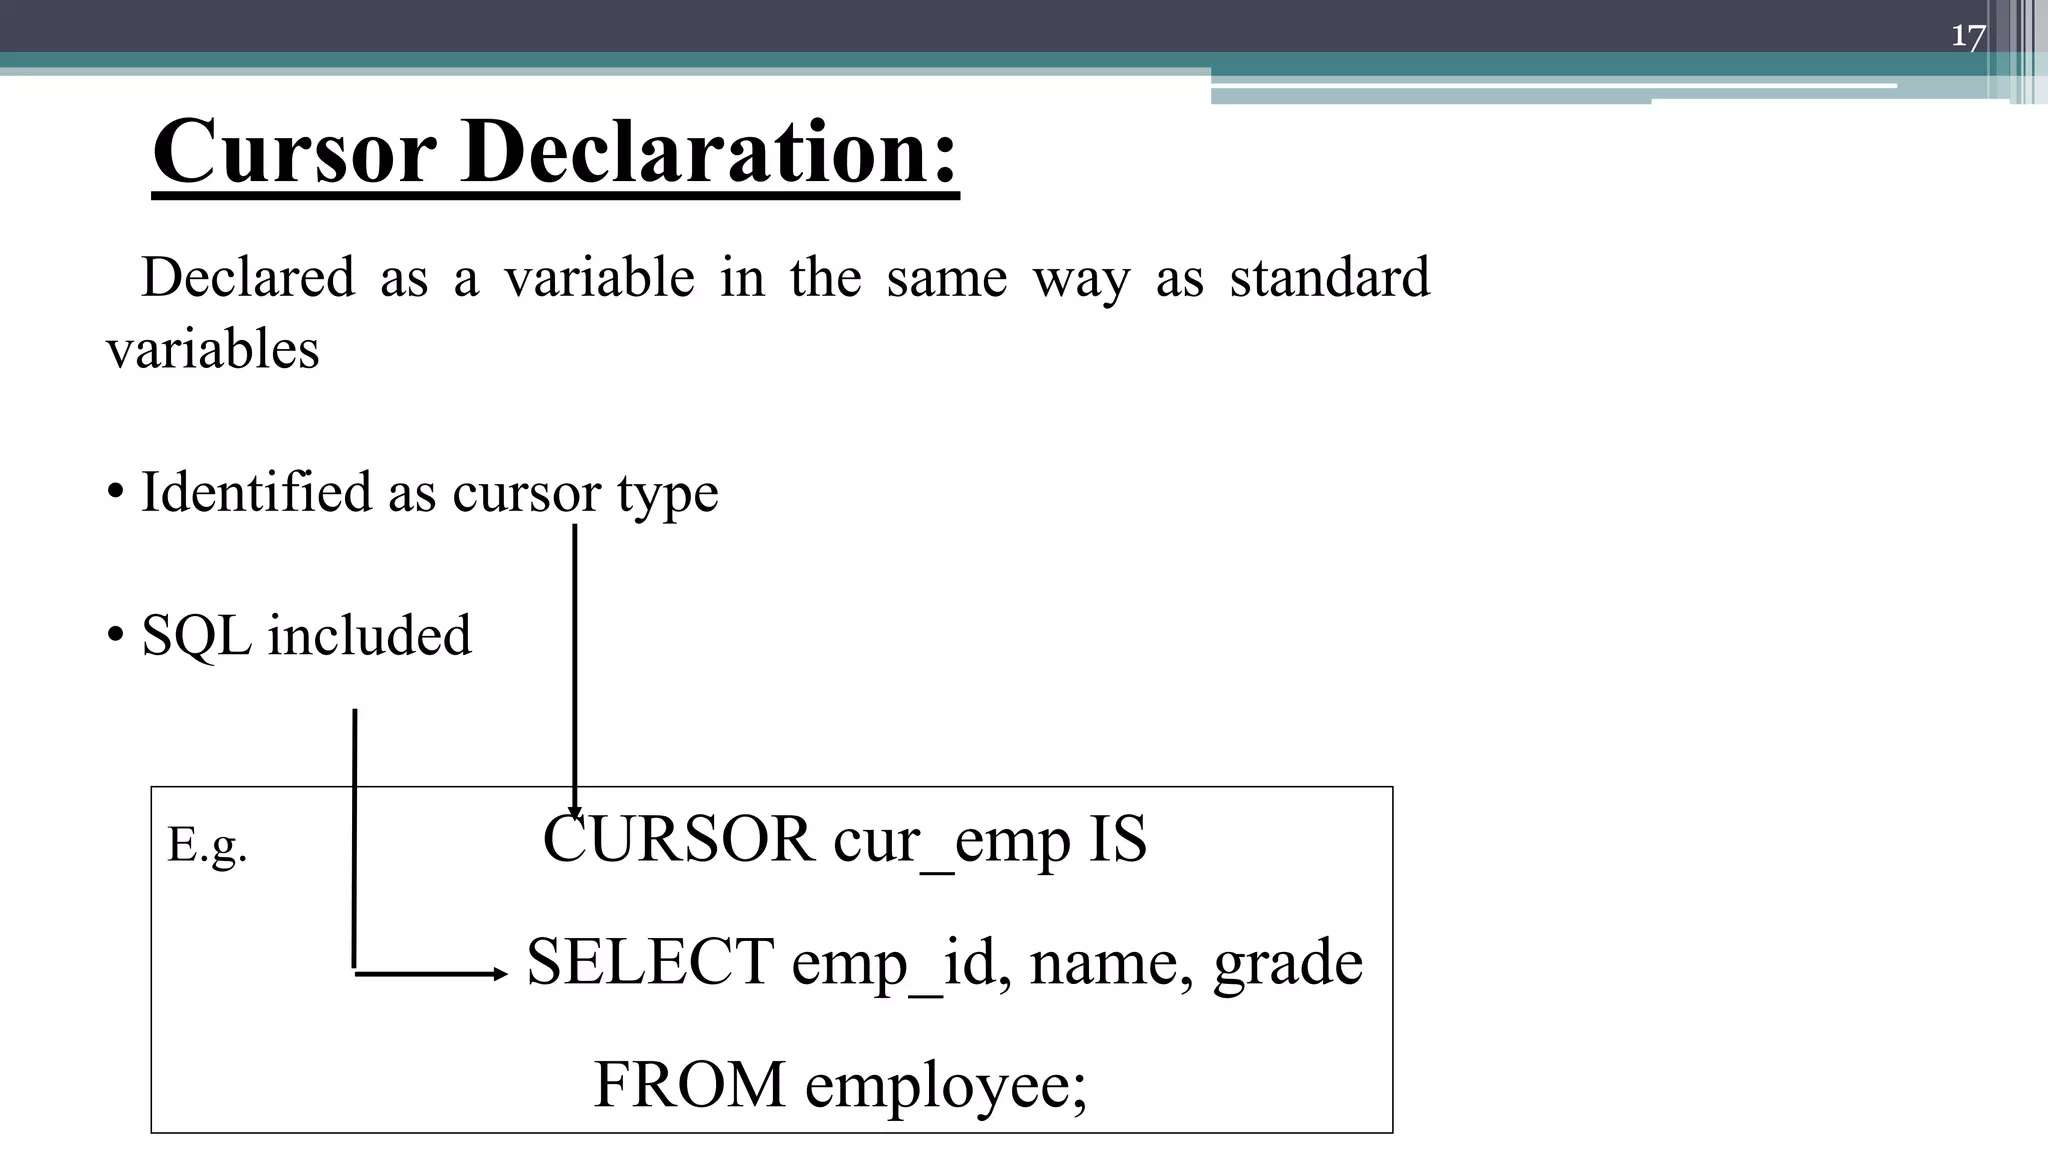 17
Cursor Declaration:
Declared as a variable in the same way as standard
variables
• Identified as cursor type
• SQL included
E.g. CURSOR cur_emp IS
SELECT emp_id, name, grade
FROM employee;